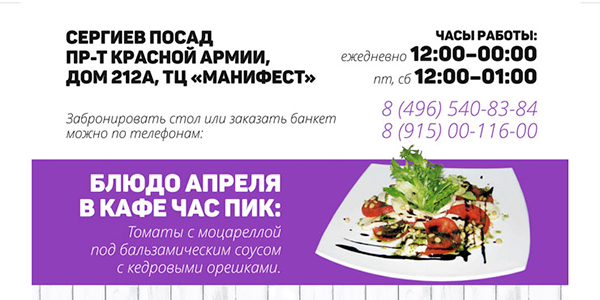 СЕРГИЕВ ПОСАД
ПР-Т КРАСНОЙ АРМИИ,
ДОМ 212А, ТЦ «МАНИФЕСТ»
ЧАСЫ РАБОТЫ:
ежедневно 12:00–00:00
пт, сб 12:00–01:00
Забронировать стол или заказать банкет
можно по телефонам:
8 (496) 540-83-84
8 (915) 00-116-00
БЛЮДО АПРЕЛЯ
В КАФЕ ЧАС ПИК:
Томаты с моцареллой
под бальзамическим соусом
с кедровыми орешками.